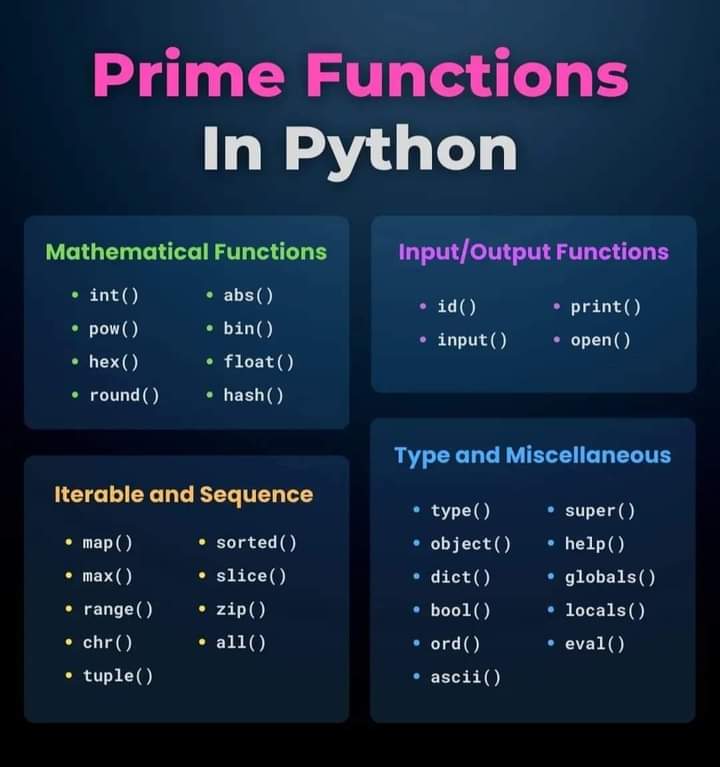 Prime Functions
In Python
Mathematical Functions
• int()
• pow()
• hex()
• round()
• abs()
• bin()
• float()
• hash()
Input/Output Functions
• id()
• input()
• print()
• open()
Iterable and Sequence
• map()
• max()
• range()
• chr()
• tuple()
• sorted()
• slice()
• zip()
• all()
Type and Miscellaneous
• type()
• object()
• dict()
• bool()
• ord()
• ascii()
• super()
• help()
• globals()
• locals()
• eval()